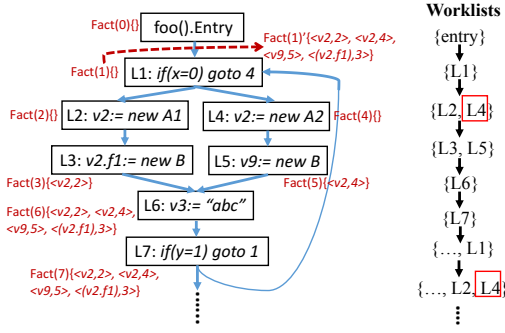 Fact(0){}
foo().Entry
Fact(1)'{<v2,2>, <v2,4>,
<v9,5>, <(v2.f1),3>}
Fact(1){}
L1: if(x=0) goto 4
Fact(2){}
L2: v2:= new A1
L4: v2:= new A2
Fact(4){}
L3: v2.f1:= new B
L5: v9:= new B
Fact(3){<v2,2>}
Fact(5){<v2,4>}
Fact(6){<v2,2>, <v2,4>,
<v9,5>, <(v2.f1),3>}
L6: v3:= "abc"
L7: if(y=1) goto 1
Fact(7){<v2,2>, <v2,4>,
<v9,5>, <(v2.f1),3>}
Worklists
{entry}
{L1}
{L2, L4}
{L3, L5}
{L6}
{L7}
{..., L1}
{..., L2, L4}